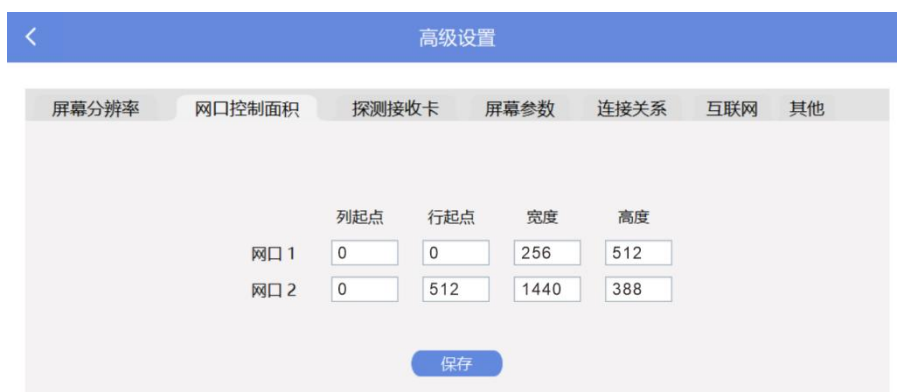 高级设置
屏幕分辨率 网口控制面积 探测接收卡 屏幕参数 连接关系 互联网 其他
列起点 行起点 宽度 高度
网口 1 0 0 256 512
网口 2 0 512 1440 388
保存